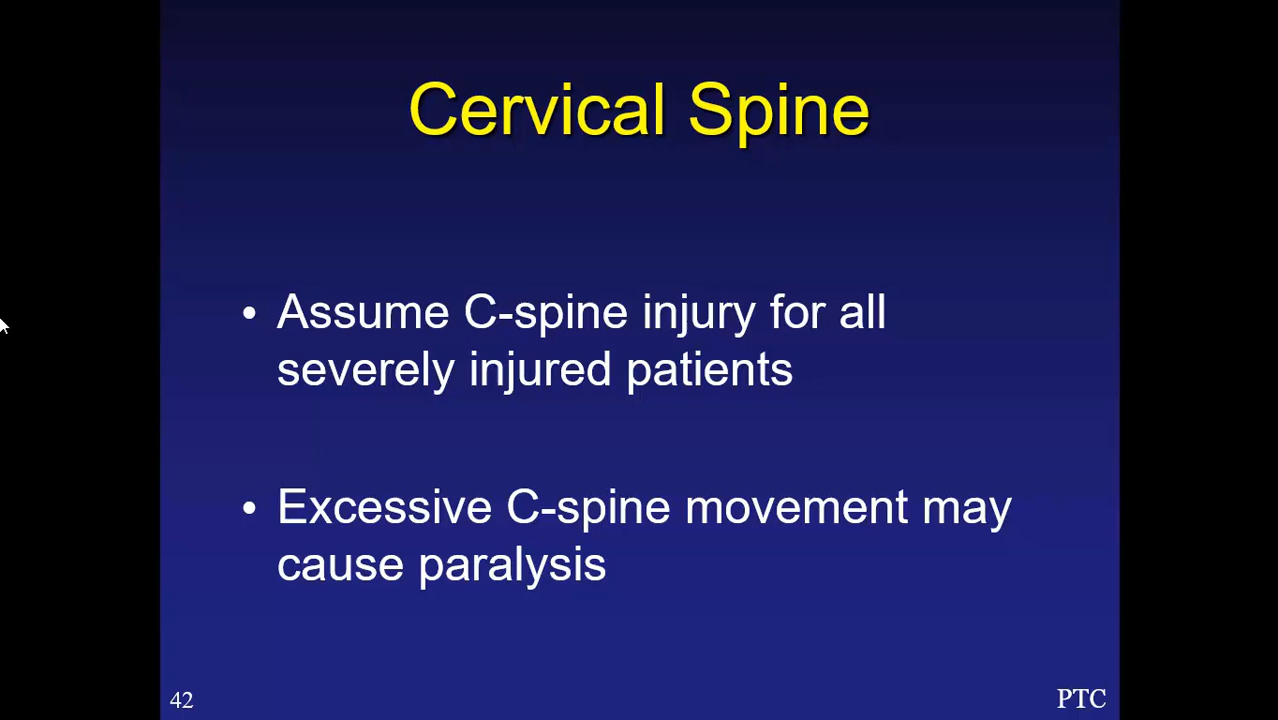 Cervical Spine
• Assume C-spine injury for all
severely injured patients
• Excessive C-spine movement may
cause paralysis
42
PTC